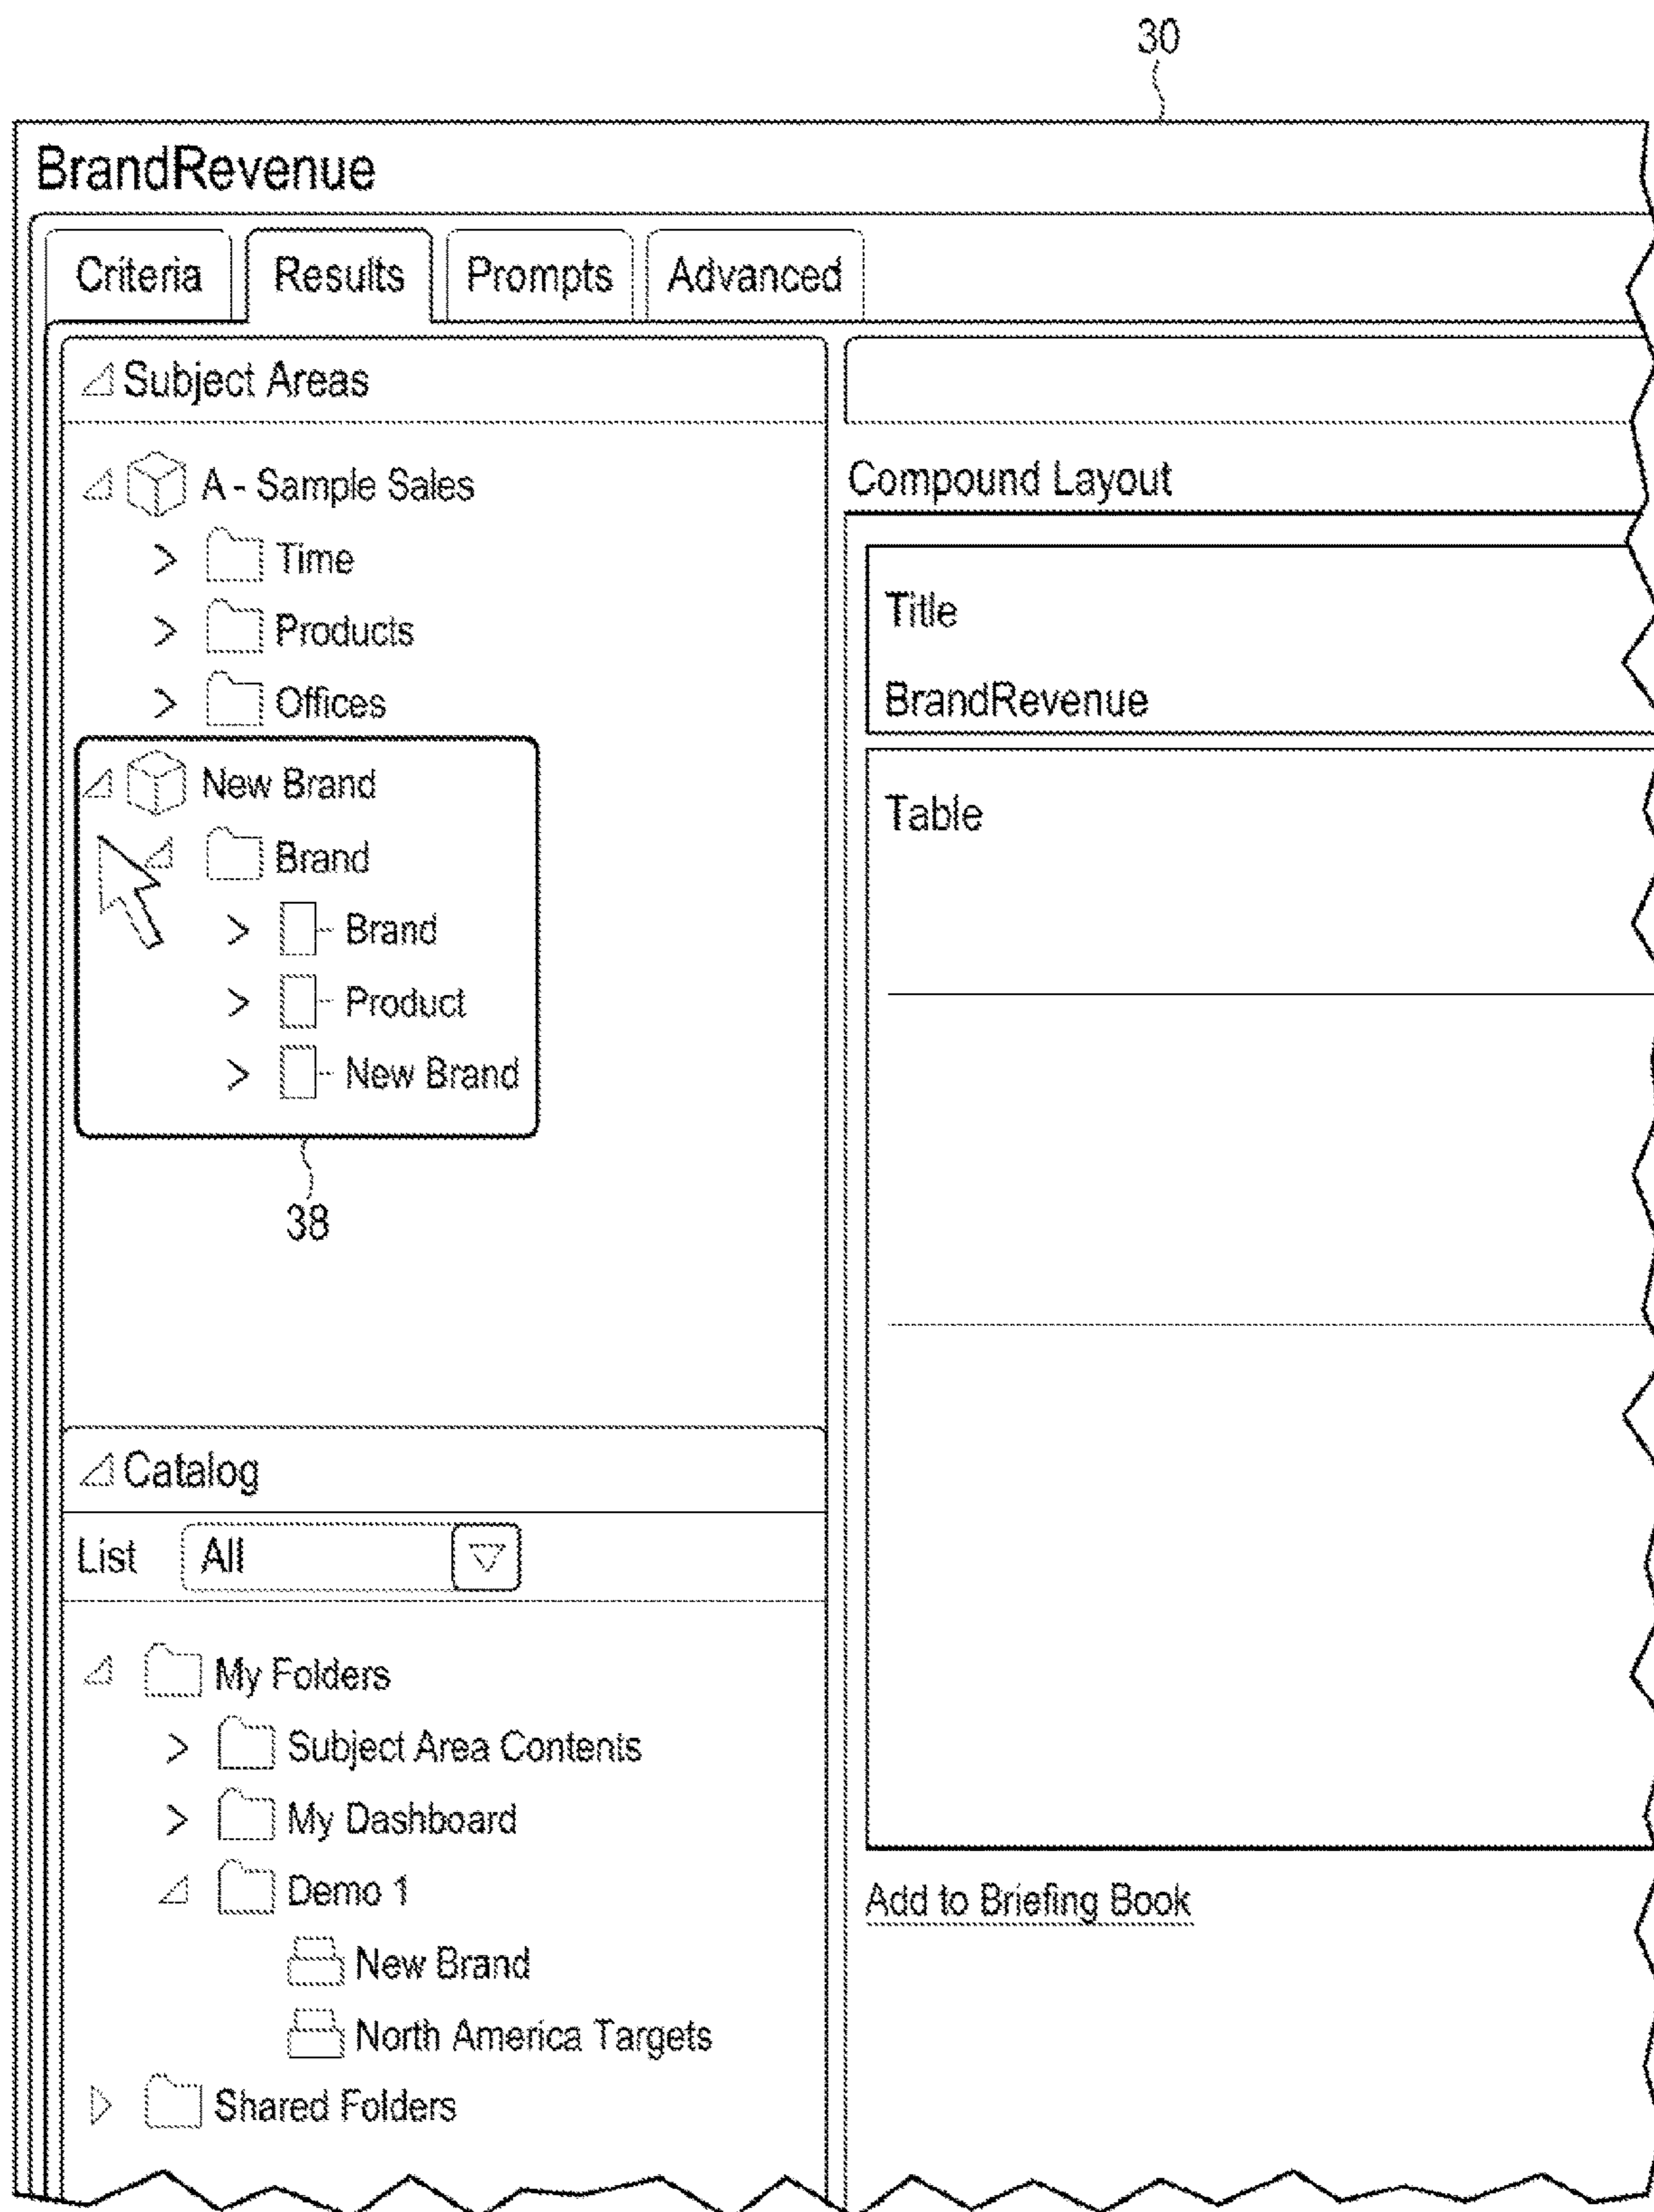 30
BrandRevenue
Criteria Results Prompts Advanced
Subject Areas
A - Sample Sales
Time
Products
Offices
New Brand
Brand
Brand
Product
New Brand
38
Catalog
List All
My Folders
Subject Area Contents
My Dashboard
Demo 1
New Brand
North America Targets
Shared Folders
Compound Layout
Title
BrandRevenue
Table
Add to Briefing Book